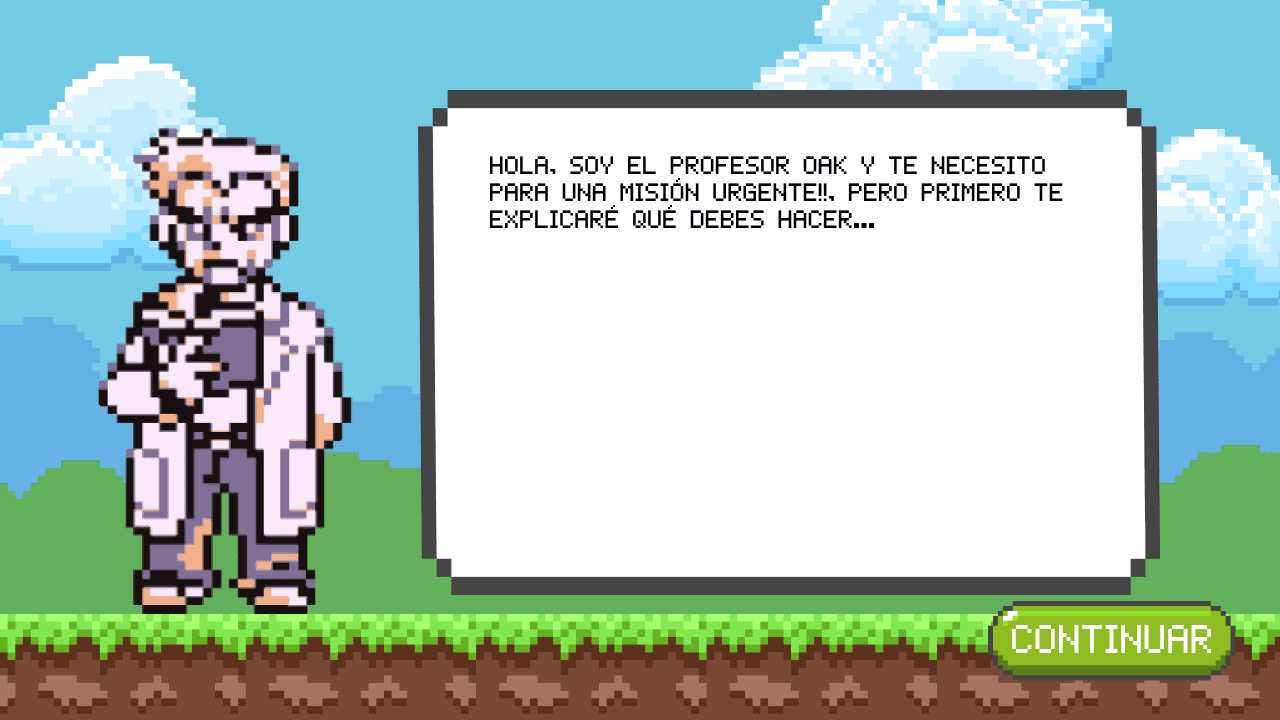 HOLA, SOY EL PROFESOR OAK Y TE NECESITO
PARA UNA MISIÓN URGENTE!!, PERO PRIMERO TE
EXPLICARÉ QUÉ DEBES HACER...
CONTINUAR